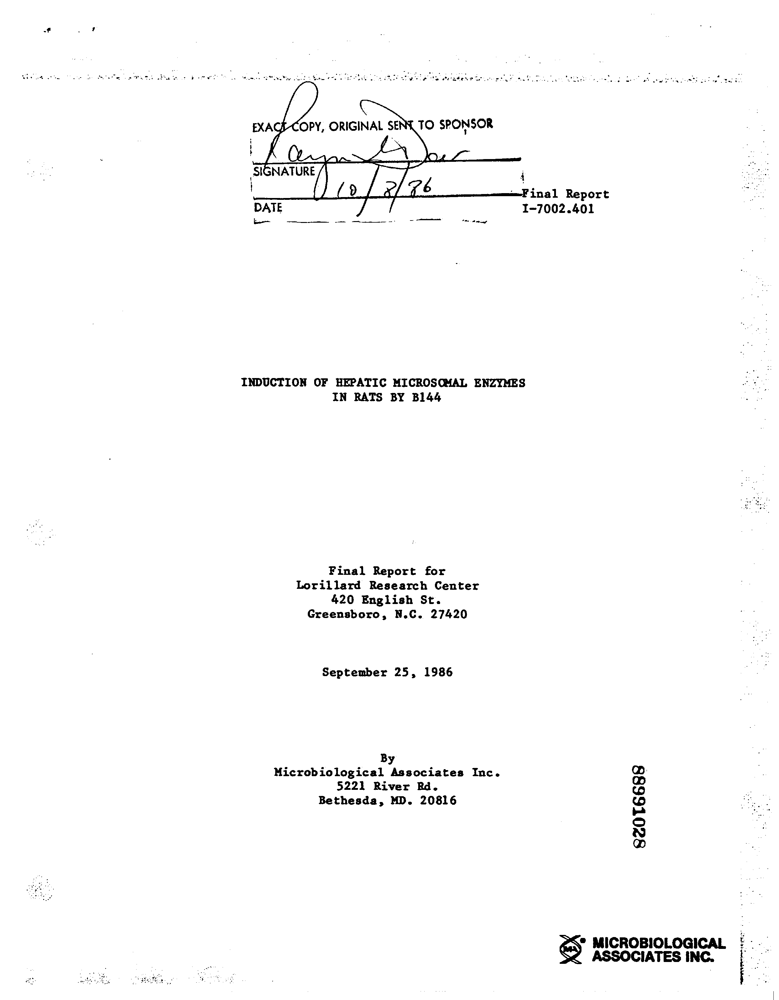 EXACT COPY, ORIGINAL SENT TO SPONSOR
SIGNATURE
10/8/86
DATE
Final Report
I-7002.401
INDUCTION OF HEPATIC MICROSOMAL ENZYMES
IN RATS BY B144
Final Report for
Lorillard Research Center
420 English St.
Greensboro, N.C. 27420
September 25, 1986
By
Microbiological Associates Inc.
5221 River Rd.
Bethesda, MD. 20816
88991028
MICROBIOLOGICAL
ASSOCIATES INC.